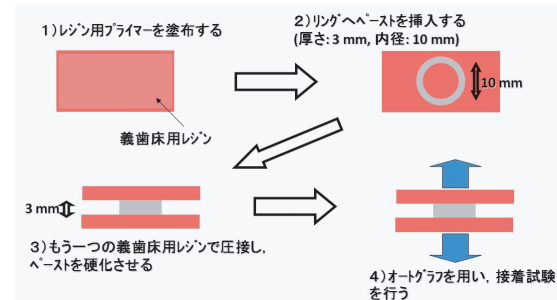 1）レジン用プライマーを塗布する
2）リングへペーストを挿入する
(厚さ: 3 mm, 内径: 10 mm)
10 mm
義歯床用レジン
3 mm
3）もう一つの義歯床用レジンで圧接し,
ペーストを硬化させる
4）オートグラフを用い, 接着試験
を行う